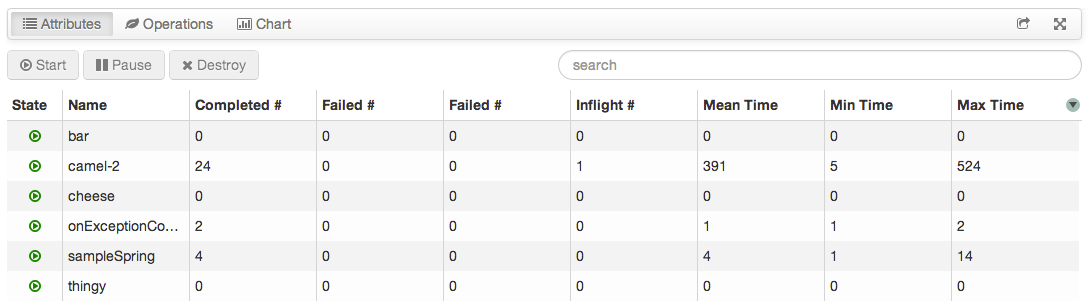 Attributes Operations Chart
Start Pause Destroy search
State Name Completed # Failed # Failed # Inflight # Mean Time Min Time Max Time
bar 0 0 0 0 0 0 0
camel-2 24 0 0 1 391 5 524
cheese 0 0 0 0 0 0 0
onExceptionCo... 2 0 0 0 1 1 2
sampleSpring 4 0 0 0 4 1 14
thingy 0 0 0 0 0 0 0